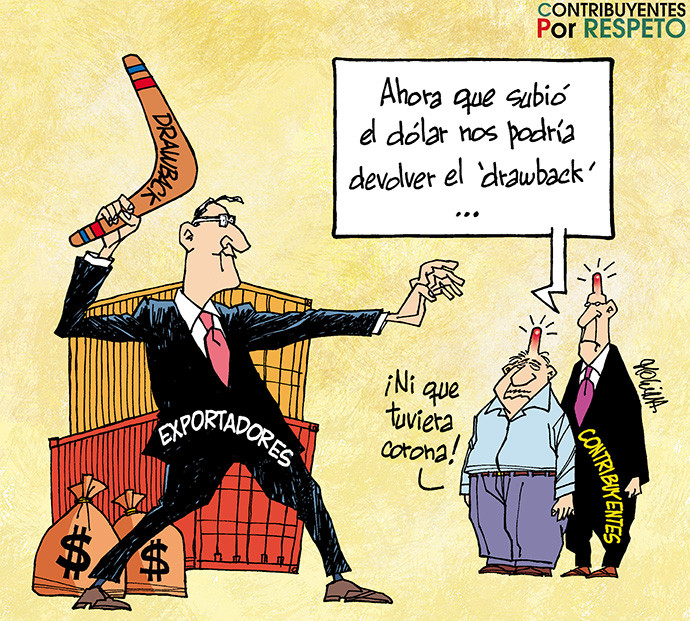 CONTRIBUYENTES
Por RESPETO
Ahora que subió
el dólar nos podría
devolver el 'drawback'
...
DRAWBACK
EXPORTADORES
¡Ni que
tuviera
corona!
CONTRIBUYENTES
$
$